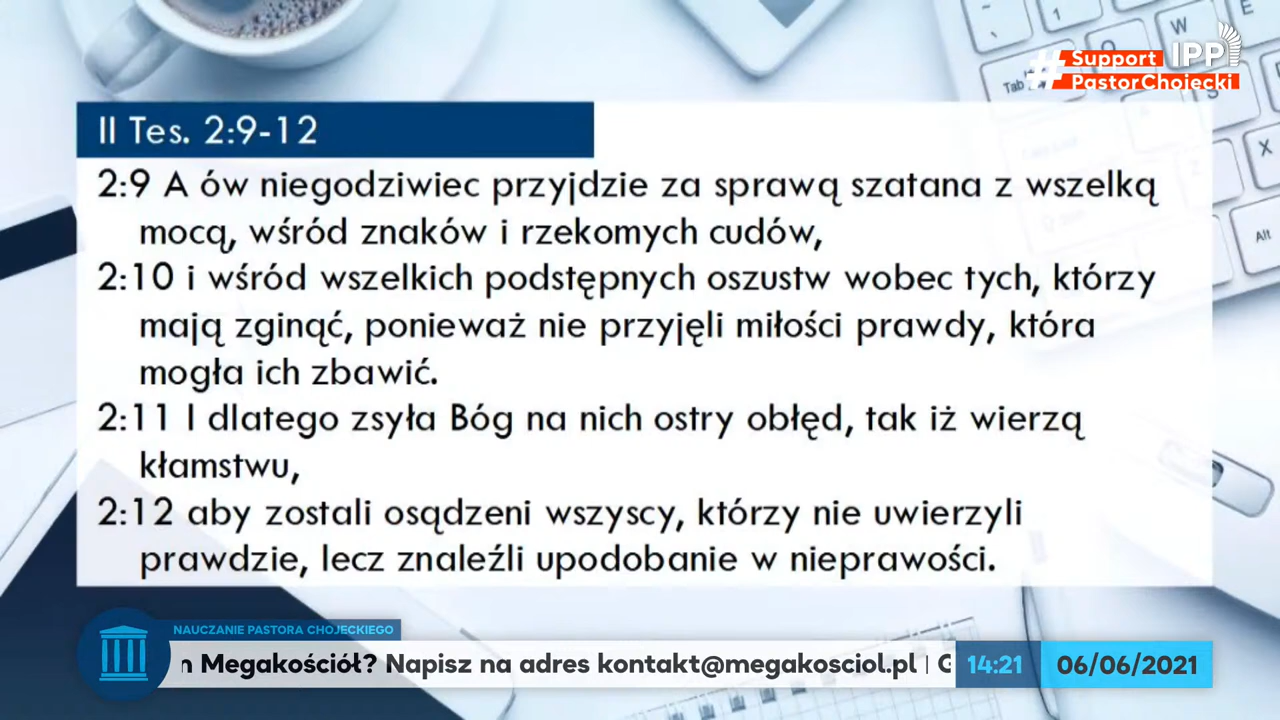 #Support
PastorChojecki
IPP
Tab
Q
W
E
S
X
Alt
II Tes. 2:9-12
2:9 A ów niegodziwiec przyjdzie za sprawą szatana z wszelką
mocą, wśród znaków i rzekomych cudów,
2:10 i wśród wszelkich podstępnych oszustw wobec tych, którzy
mają zginąć, ponieważ nie przyjęli miłości prawdy, która
mogła ich zbawić.
2:11 I dlatego zsyła Bóg na nich ostry obłęd, tak iż wierzą
kłamstwu,
2:12 aby zostali osądzeni wszyscy, którzy nie uwierzyli
prawdzie, lecz znaleźli upodobanie w nieprawości.
NAUCZANIE PASTORA CHOJECKIEGO
Megakościół? Napisz na adres kontakt@megakosciol.pl | G
14:21
06/06/2021